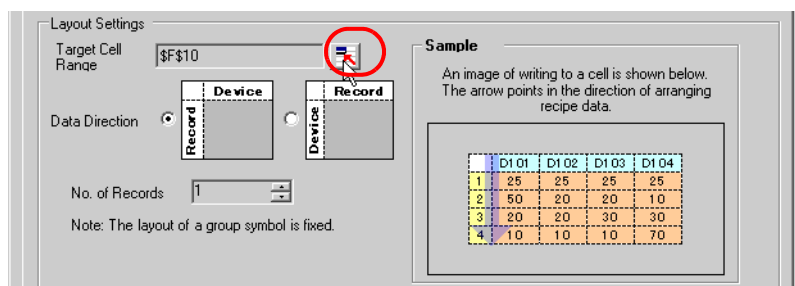 Layout Settings
Target Cell
Range
$F$10
Data Direction
Device
Record
Record
Device
No. of Records
1
Note: The layout of a group symbol is fixed.
Sample
An image of writing to a cell is shown below.
The arrow points in the direction of arranging
recipe data.
D101 D102 D103 D104
1 25 25 25 25
2 50 20 20 10
3 20 20 30 30
4 10 10 10 70